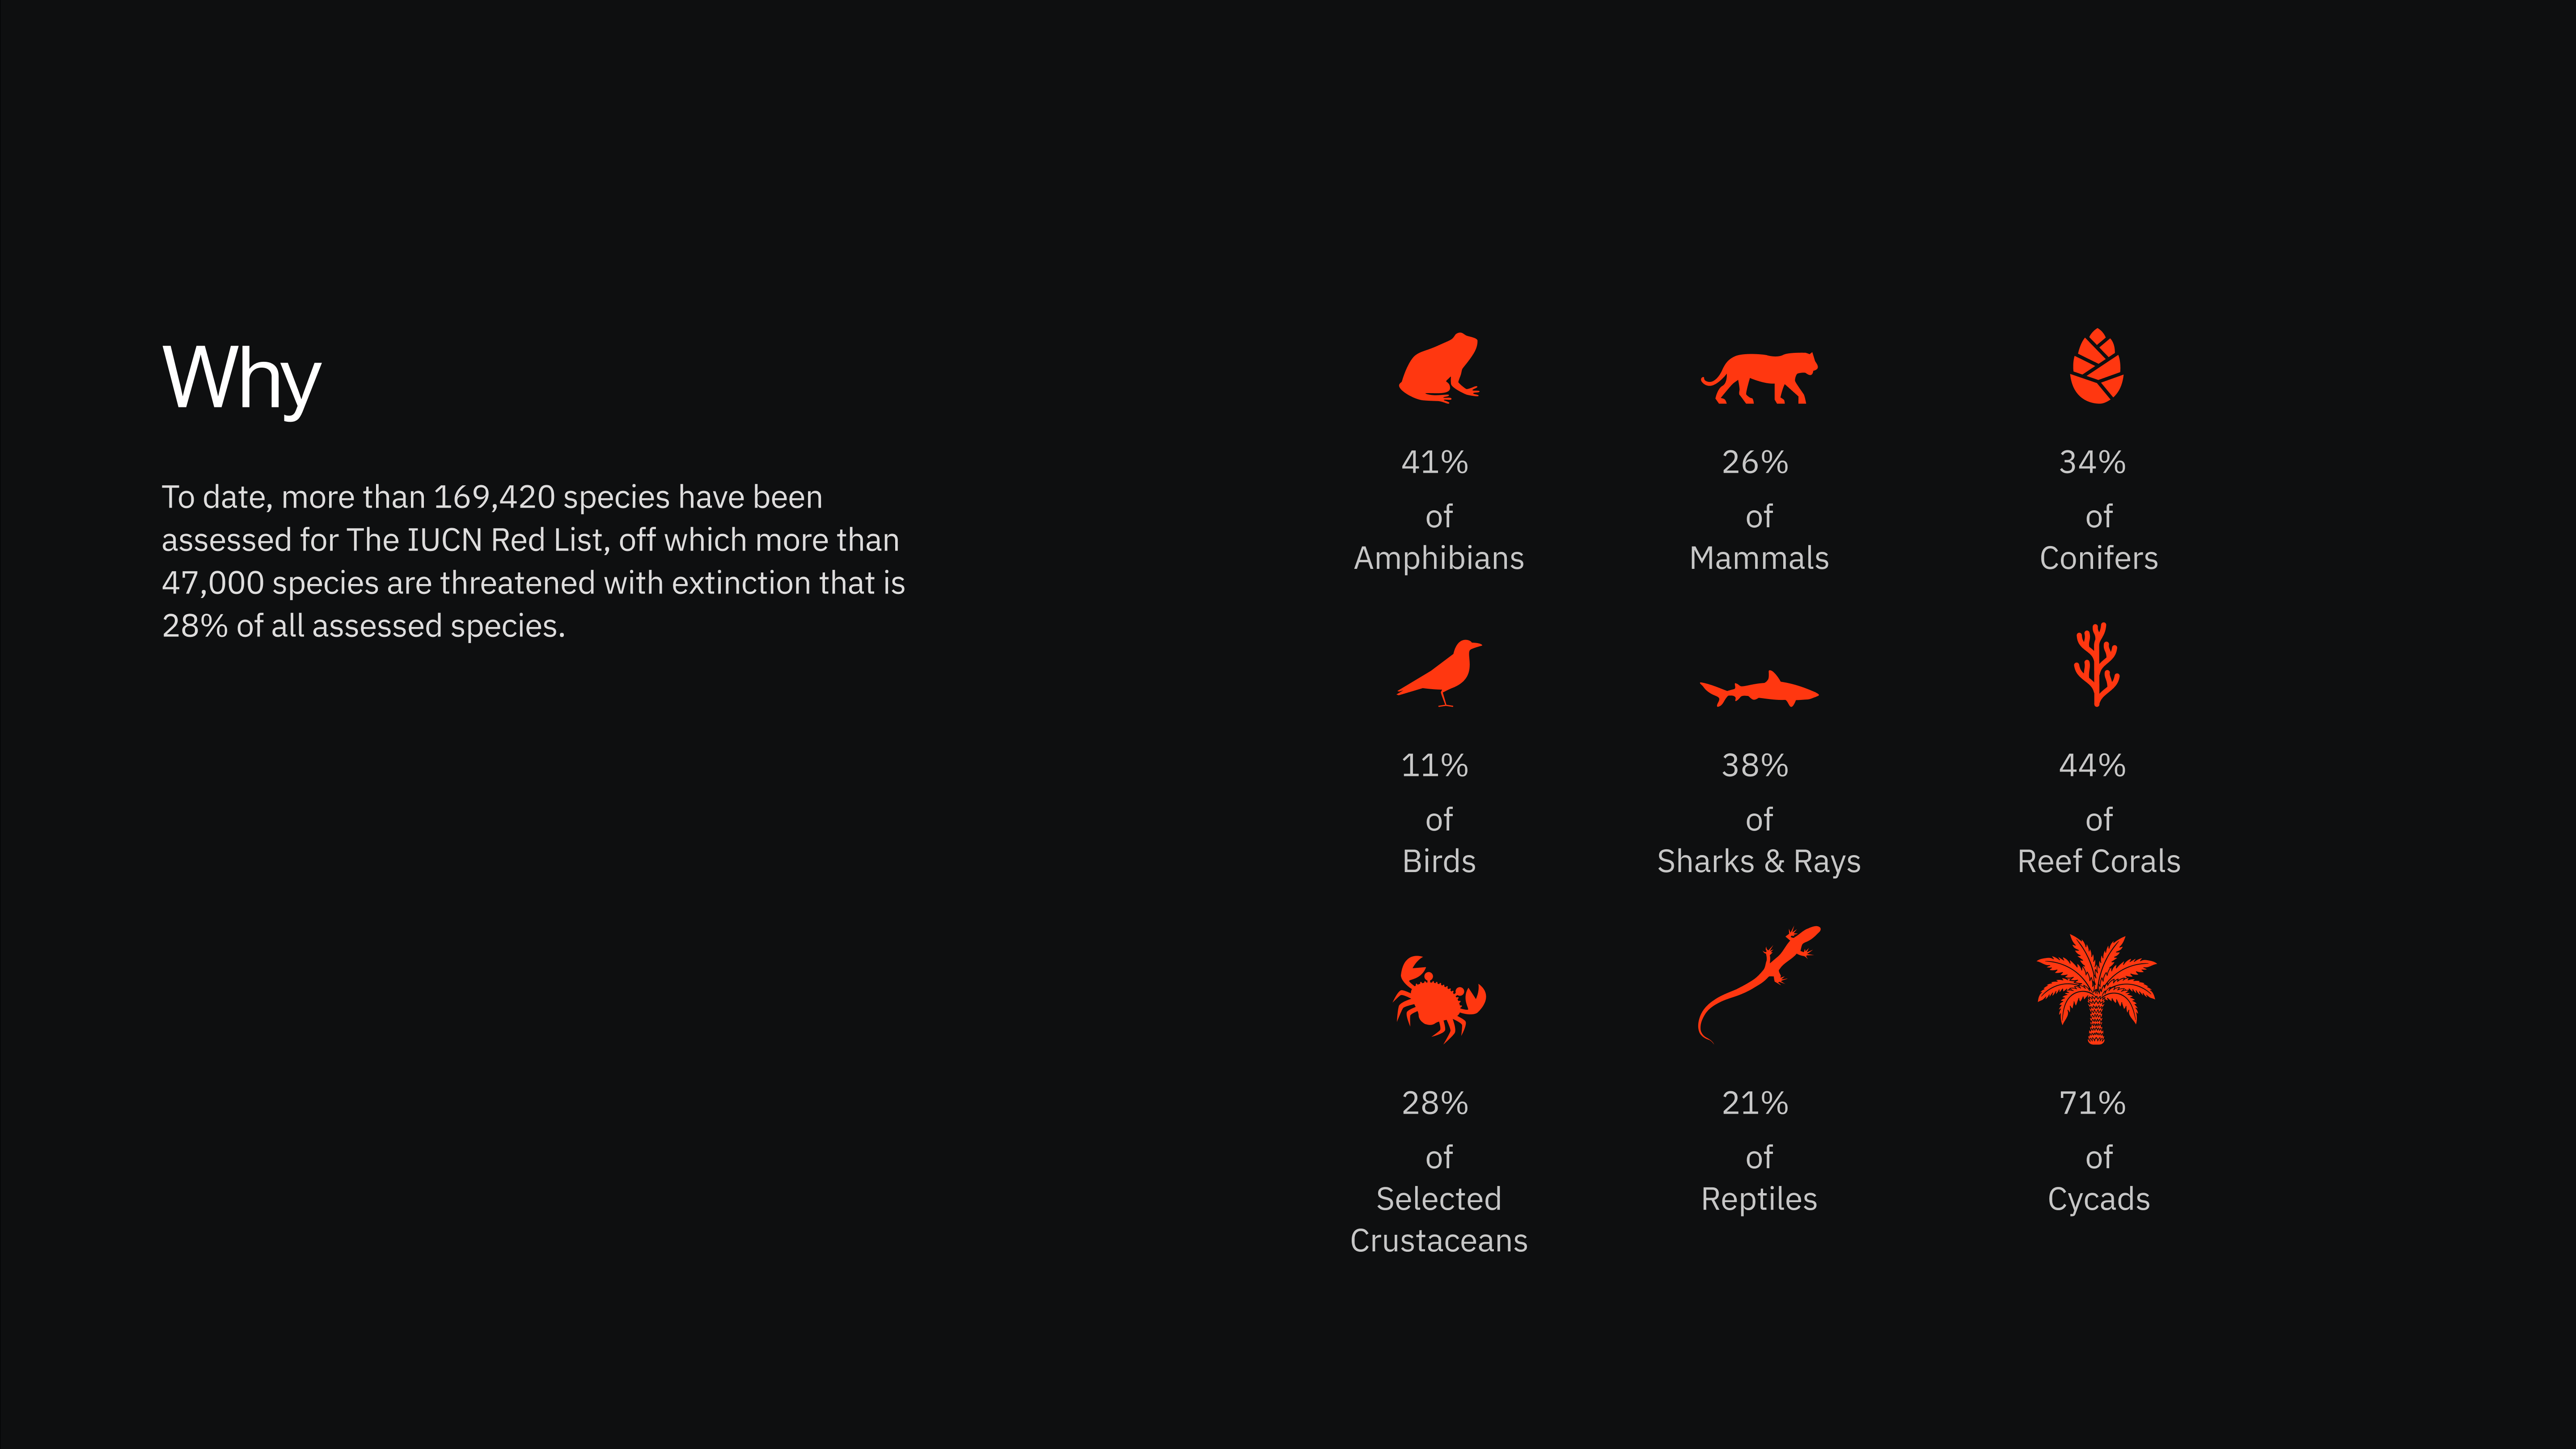 Why
To date, more than 169,420 species have been
assessed for The IUCN Red List, off which more than
47,000 species are threatened with extinction that is
28% of all assessed species.
41%
of
Amphibians
26%
of
Mammals
34%
of
Conifers
11%
of
Birds
38%
of
Sharks & Rays
44%
of
Reef Corals
28%
of
Selected
Crustaceans
21%
of
Reptiles
71%
of
Cycads